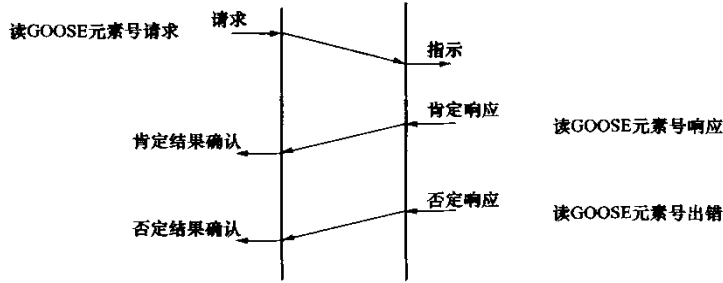 请求
读GOOSE元素号请求
指示
肯定响应
读GOOSE元素号响应
肯定结果确认
否定响应
读GOOSE元素号出错
否定结果确认